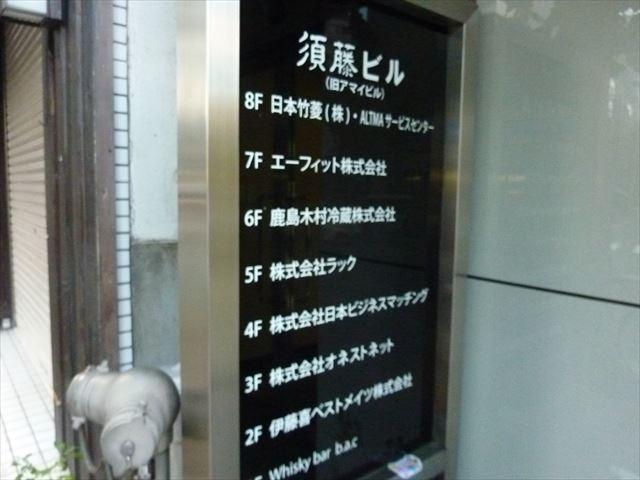 須藤ビル
(旧アマイビル)
8F 日本竹菱(株)・ALTMAサービスセンター
7F エーフィット株式会社
6F 鹿島木村冷蔵株式会社
5F 株式会社ラック
4F 株式会社日本ビジネスマッチング
3F 株式会社オネストネット
2F 伊藤喜ベストメイツ株式会社
Whisky bar b.a.c